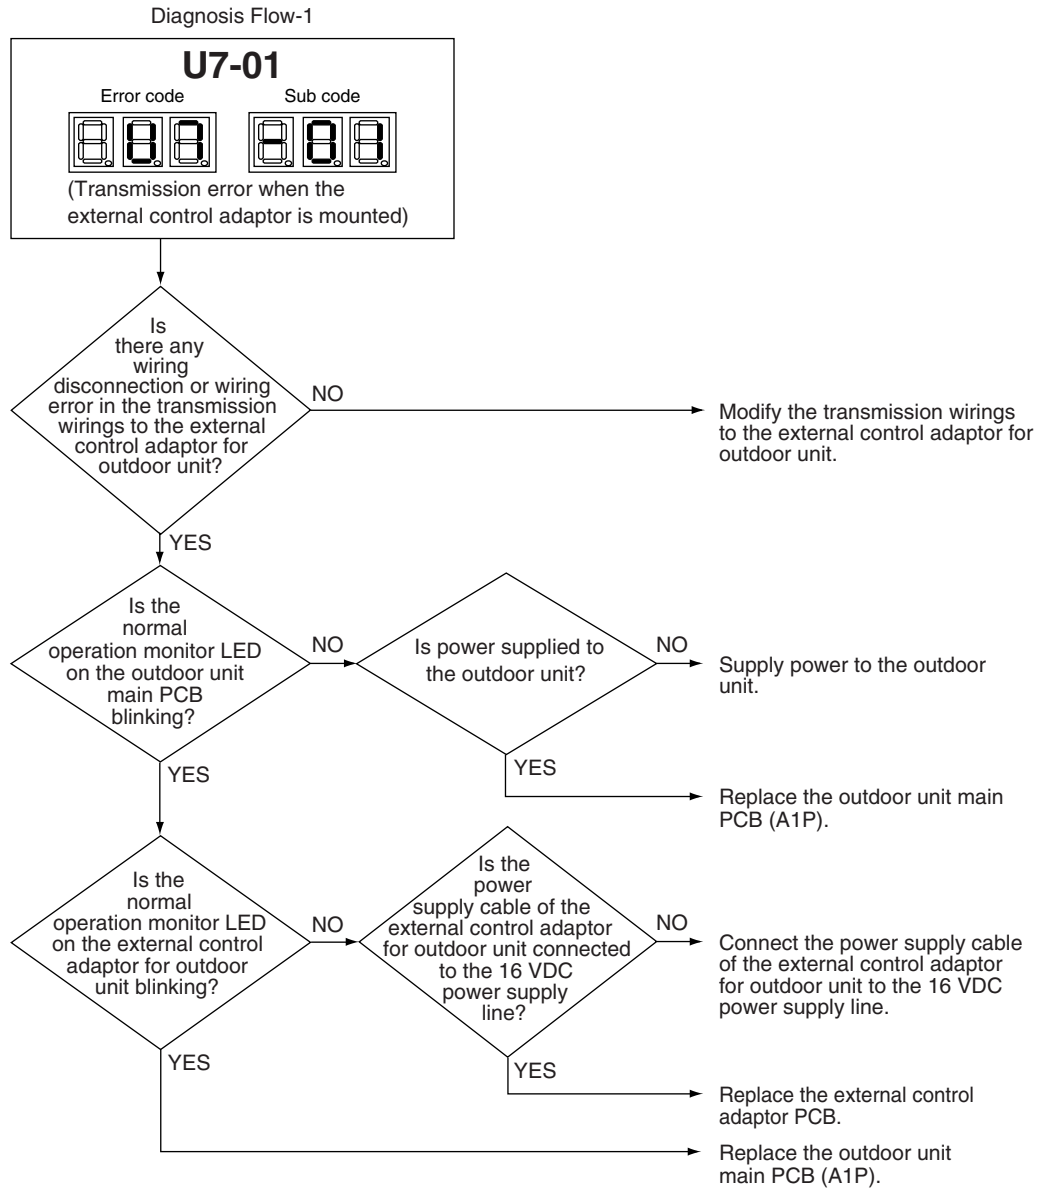 Diagnosis Flow-1
U7-01
Error code
Sub code
U7
-01
(Transmission error when the
external control adaptor is mounted)
Is
there any
wiring
disconnection or wiring
error in the transmission
wirings to the external
control adaptor for
outdoor unit?
NO
Modify the transmission wirings
to the external control adaptor for
outdoor unit.
YES
Is the
normal
operation monitor LED
on the outdoor unit
main PCB
blinking?
NO
Is power supplied to
the outdoor unit?
NO
Supply power to the outdoor
unit.
YES
YES
Replace the outdoor unit main
PCB (A1P).
Is the
normal
operation monitor LED
on the external control
adaptor for outdoor
unit blinking?
NO
Is the
power
supply cable of the
external control adaptor
for outdoor unit connected
to the 16 VDC
power supply
line?
NO
Connect the power supply cable
of the external control adaptor
for outdoor unit to the 16 VDC
power supply line.
YES
YES
Replace the external control
adaptor PCB.
Replace the outdoor unit
main PCB (A1P).